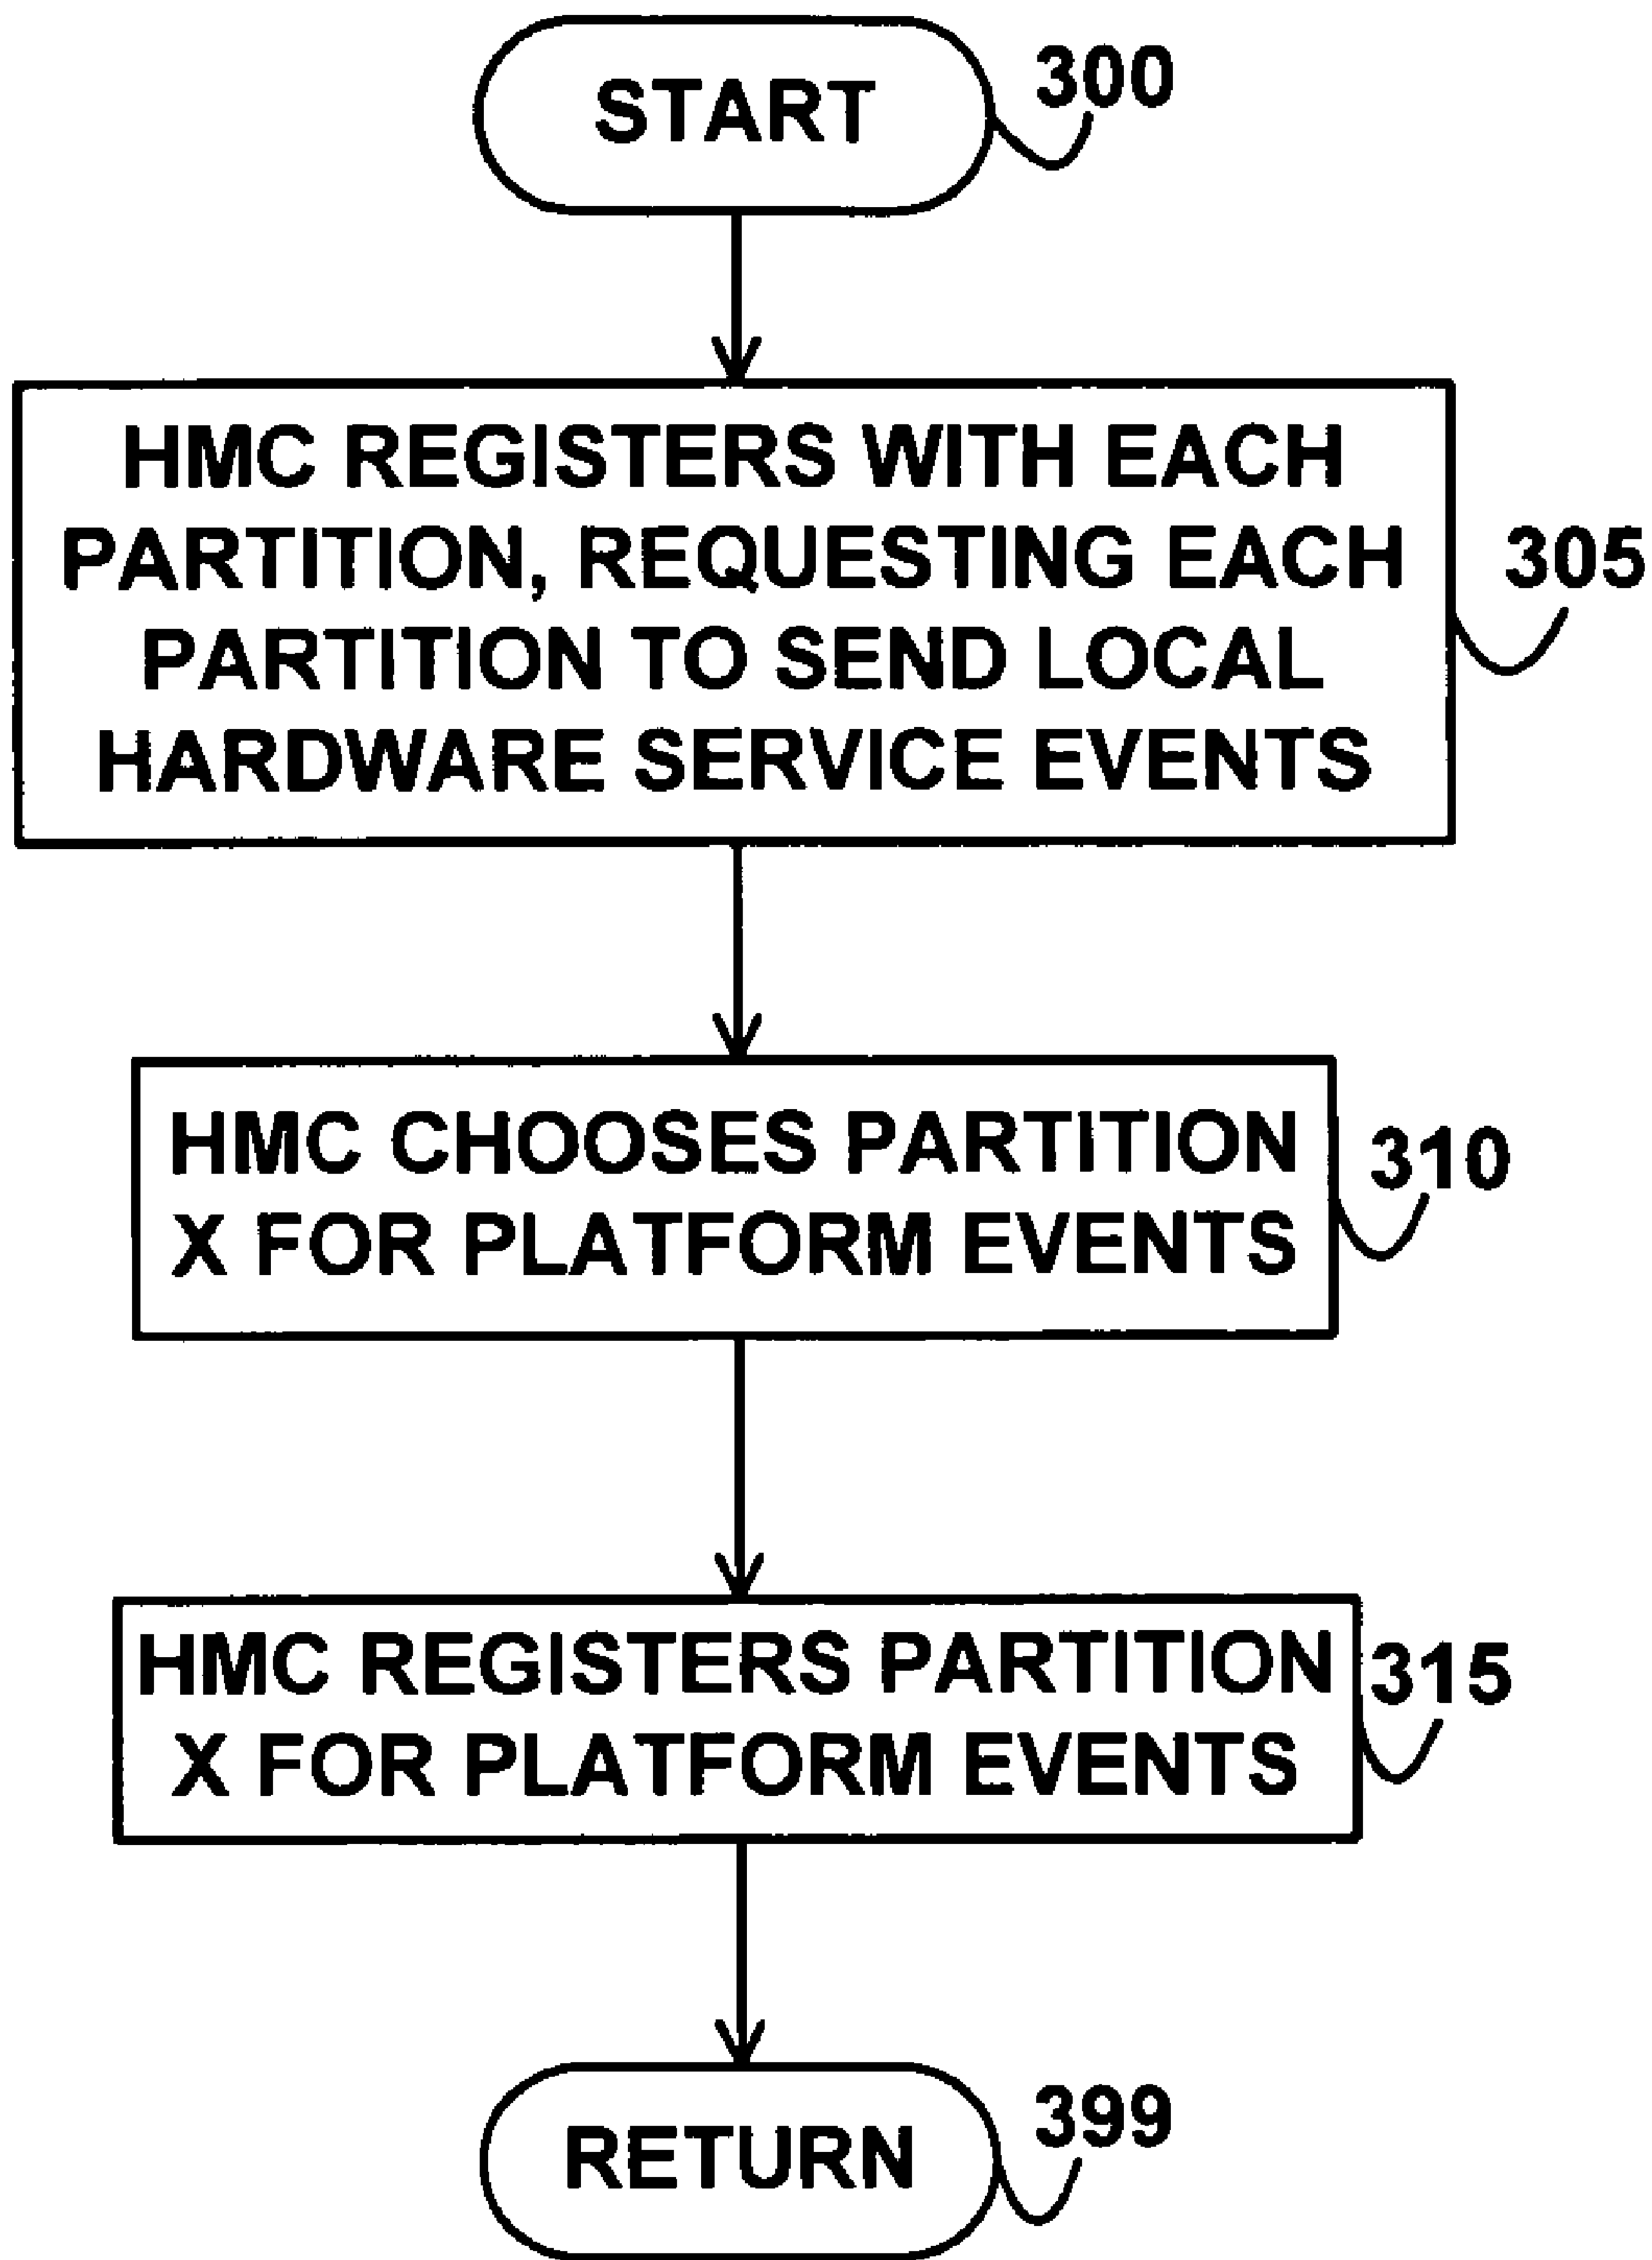 START
300
HMC REGISTERS WITH EACH
PARTITION, REQUESTING EACH
PARTITION TO SEND LOCAL
HARDWARE SERVICE EVENTS
305
HMC CHOOSES PARTITION
X FOR PLATFORM EVENTS
310
HMC REGISTERS PARTITION
X FOR PLATFORM EVENTS
315
RETURN
399